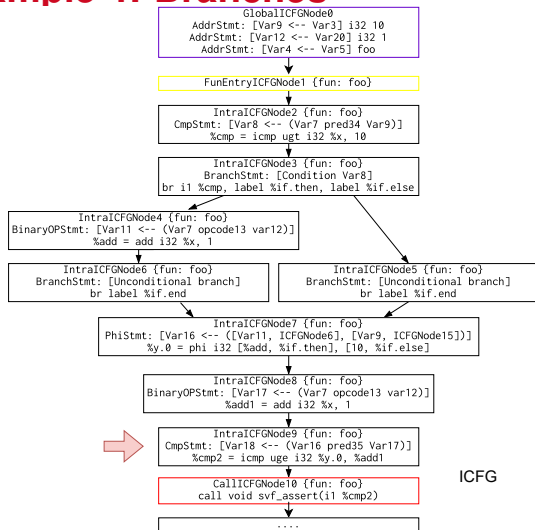 GlobalICFGNode0
AddrStmt: [Var9 <-- Var3] i32 10
AddrStmt: [Var12 <-- Var20] i32 1
AddrStmt: [Var4 <-- Var5] foo
FunEntryICFGNode1 {fun: foo}
IntraICFGNode2 {fun: foo}
CmpStmt: [Var8 <-- (Var7 pred34 Var9)]
%cmp = icmp ugt i32 %x, 10
IntraICFGNode3 {fun: foo}
BranchStmt: [Condition Var8]
br i1 %cmp, label %if.then, label %if.else
IntraICFGNode4 {fun: foo}
BinaryOPStmt: [Var11 <-- (Var7 opcode13 var12)]
%add = add i32 %x, 1
IntraICFGNode6 {fun: foo}
BranchStmt: [Unconditional branch]
br label %if.end
IntraICFGNode5 {fun: foo}
BranchStmt: [Unconditional branch]
br label %if.end
IntraICFGNode7 {fun: foo}
PhiStmt: [Var16 <-- ([Var11, ICFGNode6], [Var9, ICFGNode15])]
%y.0 = phi i32 [%add, %if.then], [10, %if.else]
IntraICFGNode8 {fun: foo}
BinaryOPStmt: [Var17 <-- (Var7 opcode13 var12)]
%add1 = add i32 %x, 1
IntraICFGNode9 {fun: foo}
CmpStmt: [Var18 <-- (Var16 pred35 Var17)]
%cmp2 = icmp uge i32 %y.0, %add1
ICFG
CallICFGNode10 {fun: foo}
call void svf_assert(i1 %cmp2)
....